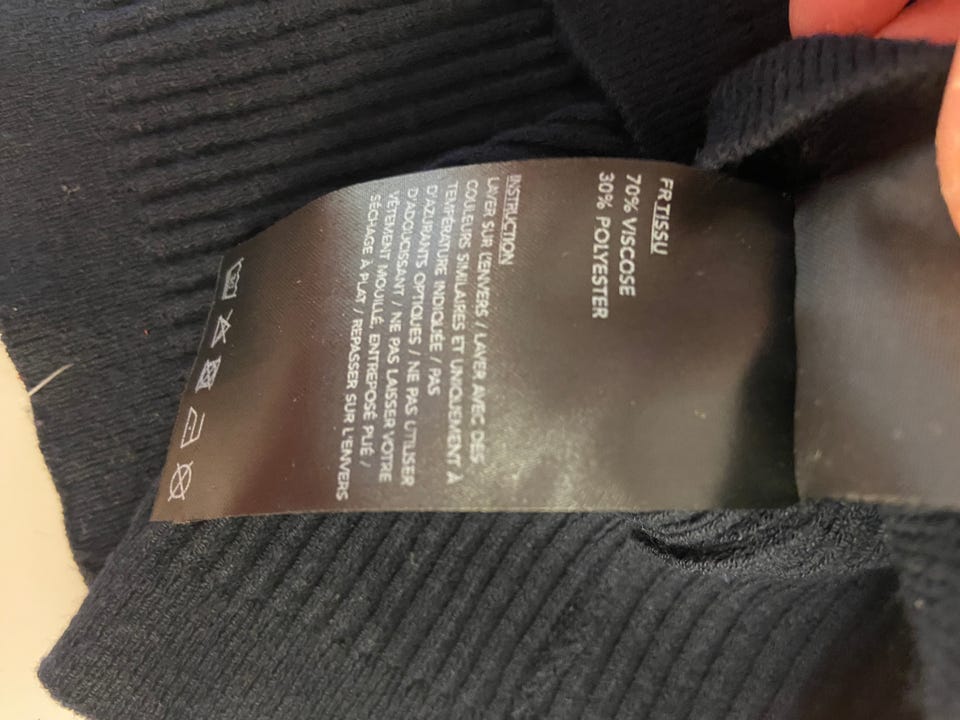 FR TISSU
70% VISCOSE
30% POLYESTER
INSTRUCTION
LAVER SUR L'ENVERS / LAVER AVEC DES
COULEURS SIMILAIRES ET UNIQUEMENT À
TEMPÉRATURE INDIQUÉE / PAS
D'AZURANTS OPTIQUES / NE PAS UTILISER
D'ADOUCISSANT / NE PAS LAISSER VOTRE
VÊTEMENT MOUILLÉ, ENTREPOSÉ PLIÉ /
SÉCHAGE À PLAT / REPASSER SUR L'ENVERS